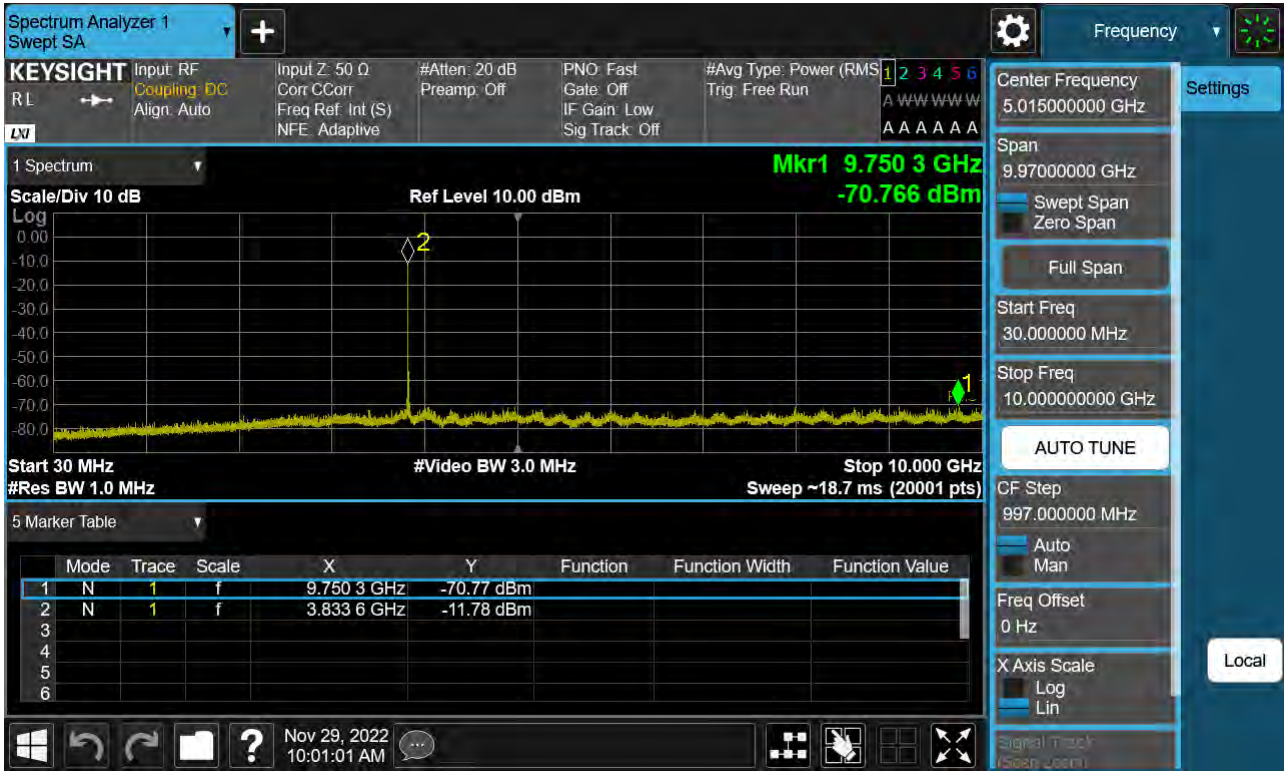 Spectrum Analyzer 1
Swept SA
Frequency
KEYSIGHT
RL
LXI
Input: RF
Coupling: DC
Align: Auto
Input Z: 50 Ω
Corr CCorr
Freq Ref: Int (S)
NFE: Adaptive
#Atten: 20 dB
Preamp: Off
PNO: Fast
Gate: Off
IF Gain: Low
Sig Track: Off
#Avg Type: Power (RMS
Trig: Free Run
1 2 3 4 5 6
A W W W W W
A A A A A A
1 Spectrum
Mkr1 9.750 3 GHz
-70.766 dBm
Scale/Div 10 dB
Ref Level 10.00 dBm
Log
0.00
-10.0
-20.0
-30.0
-40.0
-50.0
-60.0
-70.0
-80.0
2
1
Start 30 MHz
#Video BW 3.0 MHz
Stop 10.000 GHz
#Res BW 1.0 MHz
Sweep ~18.7 ms (20001 pts)
5 Marker Table
Mode Trace Scale X Y Function Function Width Function Value
1 N 1 f 9.750 3 GHz -70.77 dBm
2 N 1 f 3.833 6 GHz -11.78 dBm
3
4
5
6
Nov 29, 2022
10:01:01 AM
Center Frequency
5.015000000 GHz
Settings
Span
9.97000000 GHz
Swept Span
Zero Span
Full Span
Start Freq
30.000000 MHz
Stop Freq
10.000000000 GHz
AUTO TUNE
CF Step
997.000000 MHz
Auto
Man
Freq Offset
0 Hz
X Axis Scale
Log
Lin
Local
Signal Track
(Span Zoom)